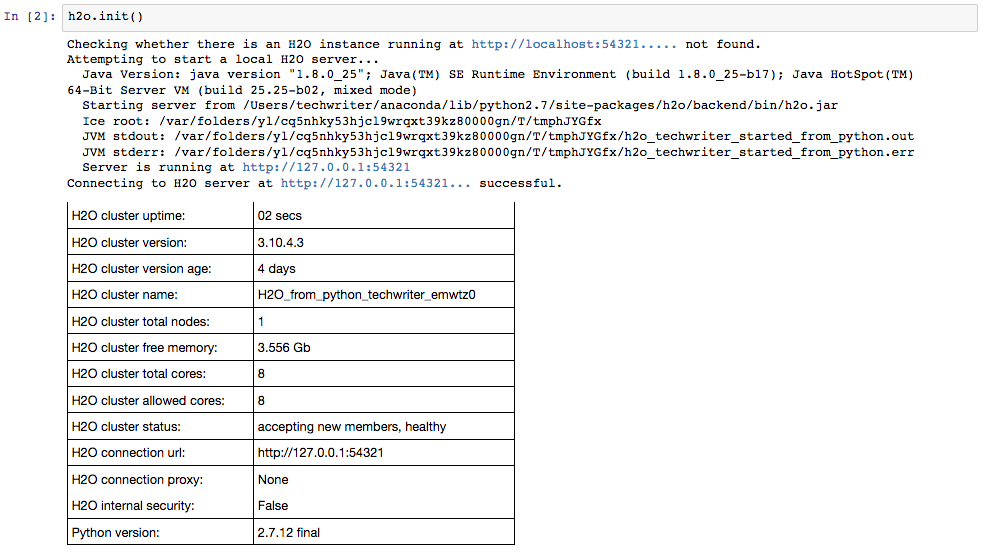 In [2]: h2o.init()
Checking whether there is an H2O instance running at http://localhost:54321..... not found.
Attempting to start a local H2O server...
Java Version: java version "1.8.0_25"; Java(TM) SE Runtime Environment (build 1.8.0_25-b17); Java HotSpot(TM)
64-Bit Server VM (build 25.25-b02, mixed mode)
Starting server from /Users/techwriter/anaconda/lib/python2.7/site-packages/h2o/backend/bin/h2o.jar
Ice root: /var/folders/yl/cq5nhky53hjcl9wrqxt39kz80000gn/T/tmphJYGfx
JVM stdout: /var/folders/yl/cq5nhky53hjcl9wrqxt39kz80000gn/T/tmphJYGfx/h2o_techwriter_started_from_python.out
JVM stderr: /var/folders/yl/cq5nhky53hjcl9wrqxt39kz80000gn/T/tmphJYGfx/h2o_techwriter_started_from_python.err
Server is running at http://127.0.0.1:54321
Connecting to H2O server at http://127.0.0.1:54321... successful.
H2O cluster uptime: 02 secs
H2O cluster version: 3.10.4.3
H2O cluster version age: 4 days
H2O cluster name: H2O_from_python_techwriter_emwtz0
H2O cluster total nodes: 1
H2O cluster free memory: 3.556 Gb
H2O cluster total cores: 8
H2O cluster allowed cores: 8
H2O cluster status: accepting new members, healthy
H2O connection url: http://127.0.0.1:54321
H2O connection proxy: None
H2O internal security: False
Python version: 2.7.12 final